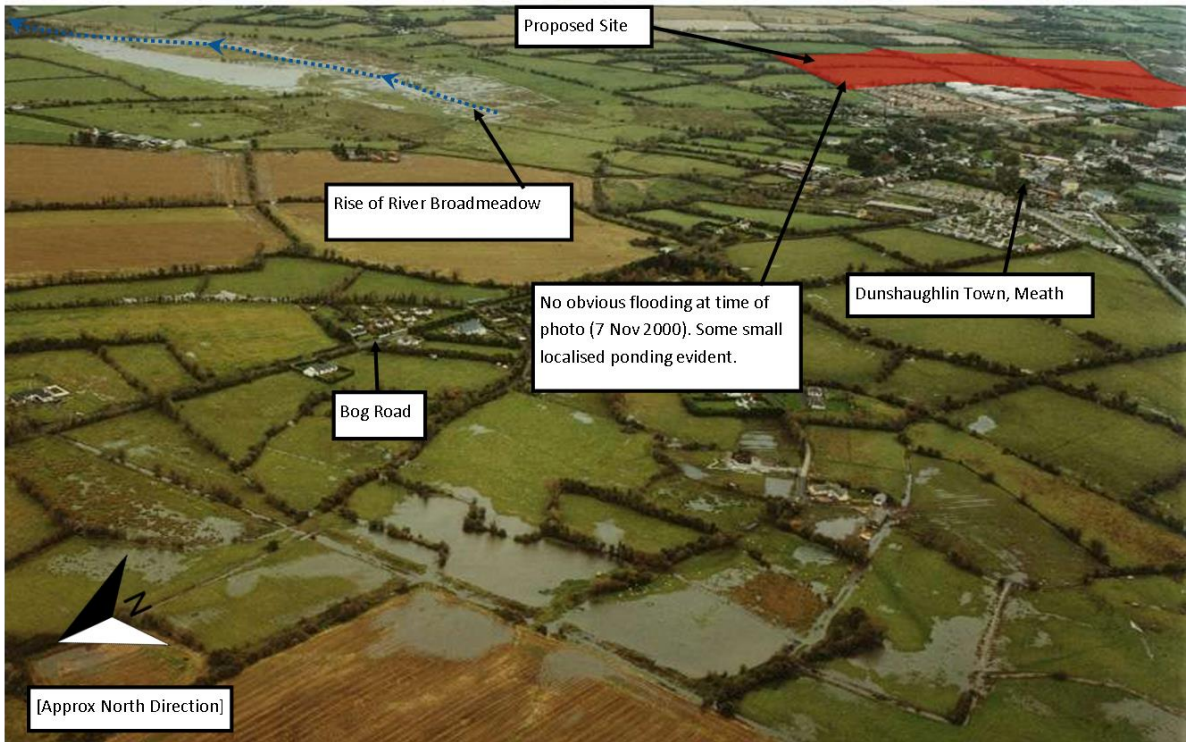 Proposed Site
Rise of River Broadmeadow
No obvious flooding at time of
photo (7 Nov 2000). Some small
localised ponding evident.
Dunshaughlin Town, Meath
Bog Road
N
[Approx North Direction]